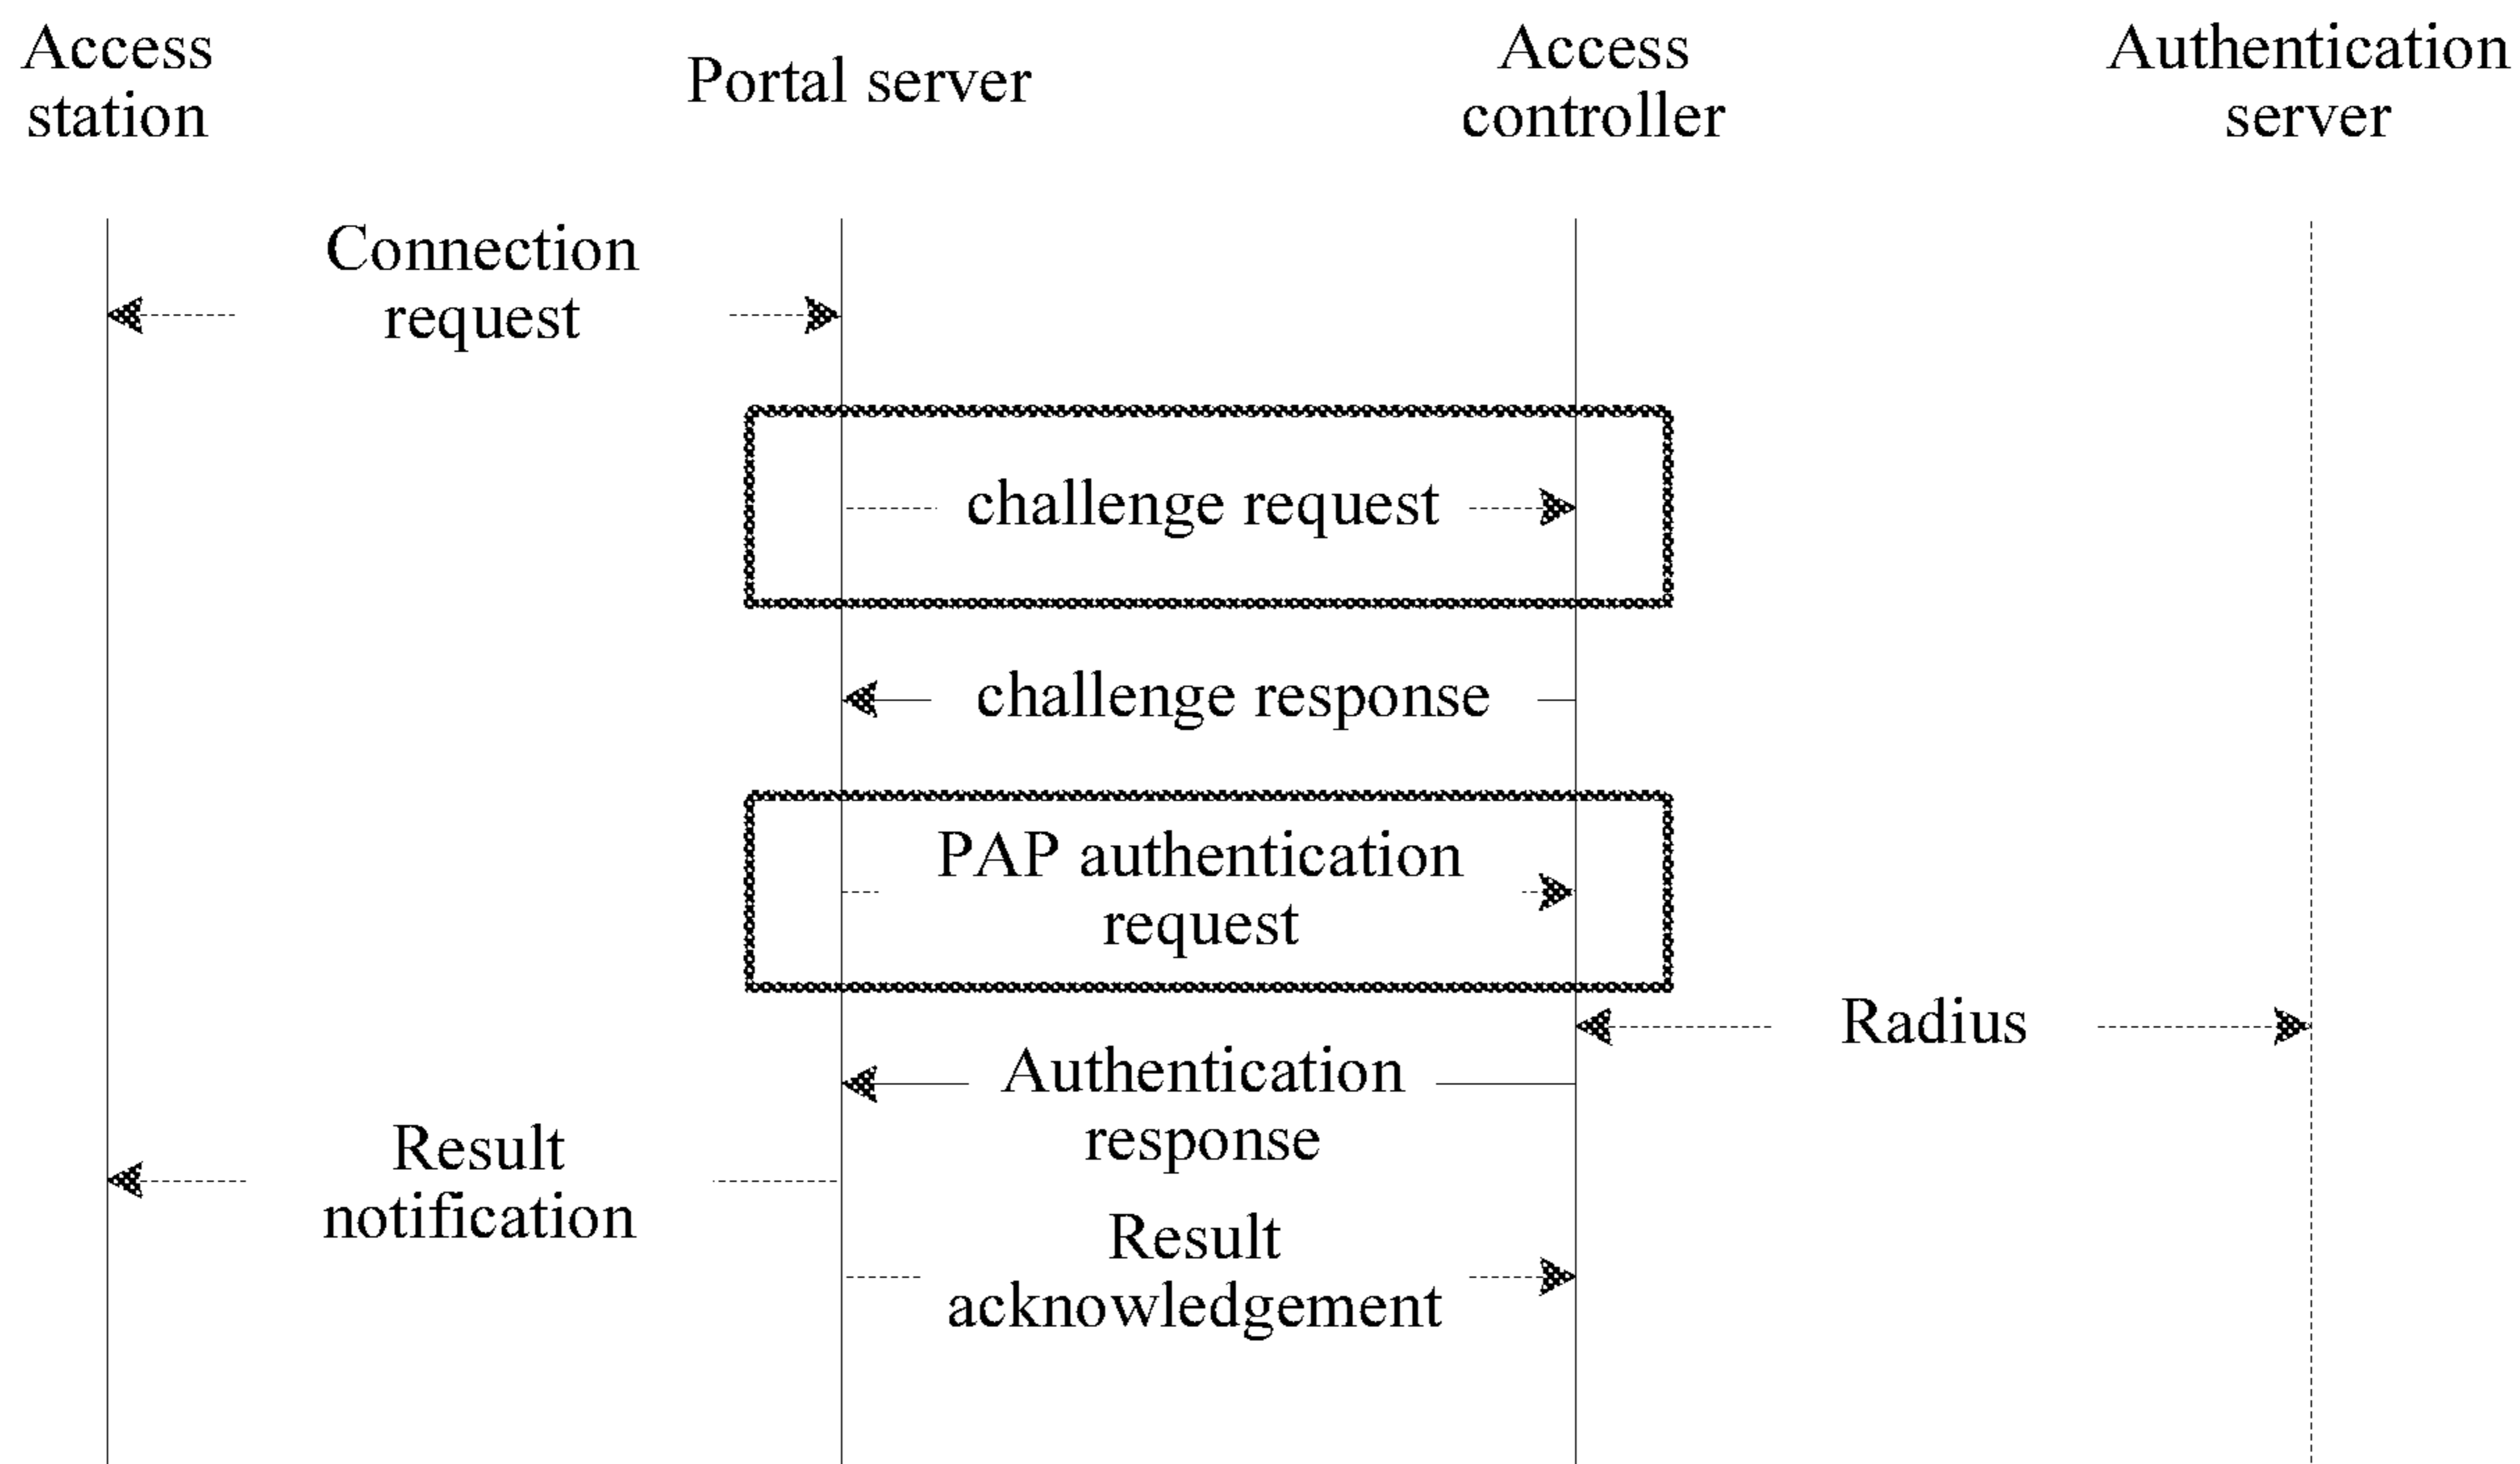 Access
station
Portal server
Access
controller
Authentication
server
Connection
request
challenge request
challenge response
PAP authentication
request
Radius
Authentication
response
Result
notification
Result
acknowledgement